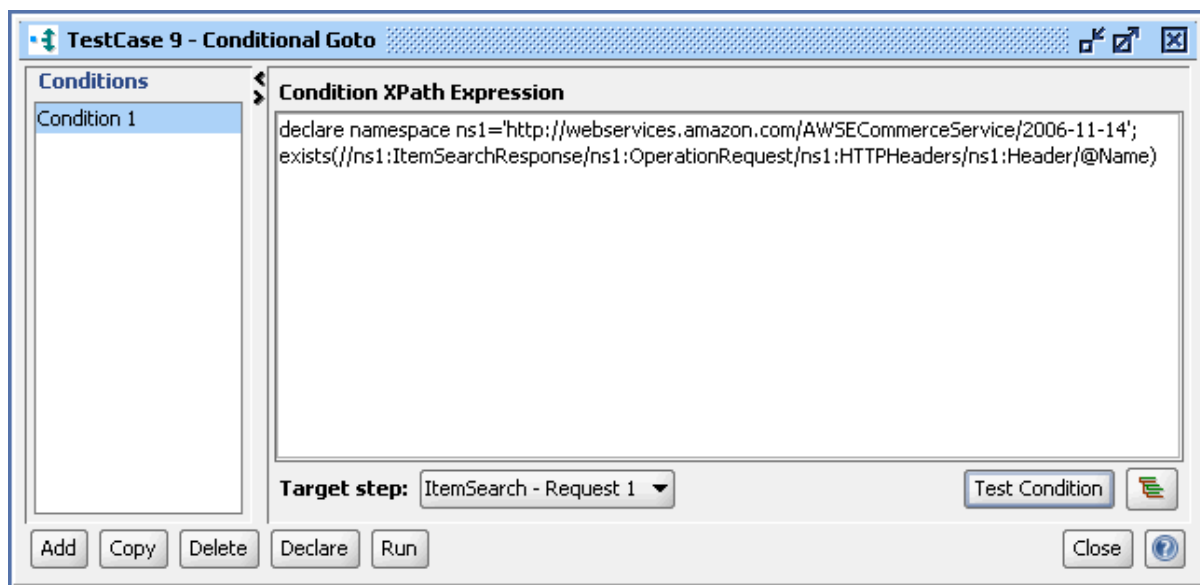 TestCase 9 - Conditional Goto
Conditions
Condition 1
Condition XPath Expression
declare namespace ns1='http://webservices.amazon.com/AWSECommerceService/2006-11-14';
exists(//ns1:ItemSearchResponse/ns1:OperationRequest/ns1:HTTPHeaders/ns1:Header/@Name)
Target step: ItemSearch - Request 1 Test Condition
Add Copy Delete Declare Run Close ?